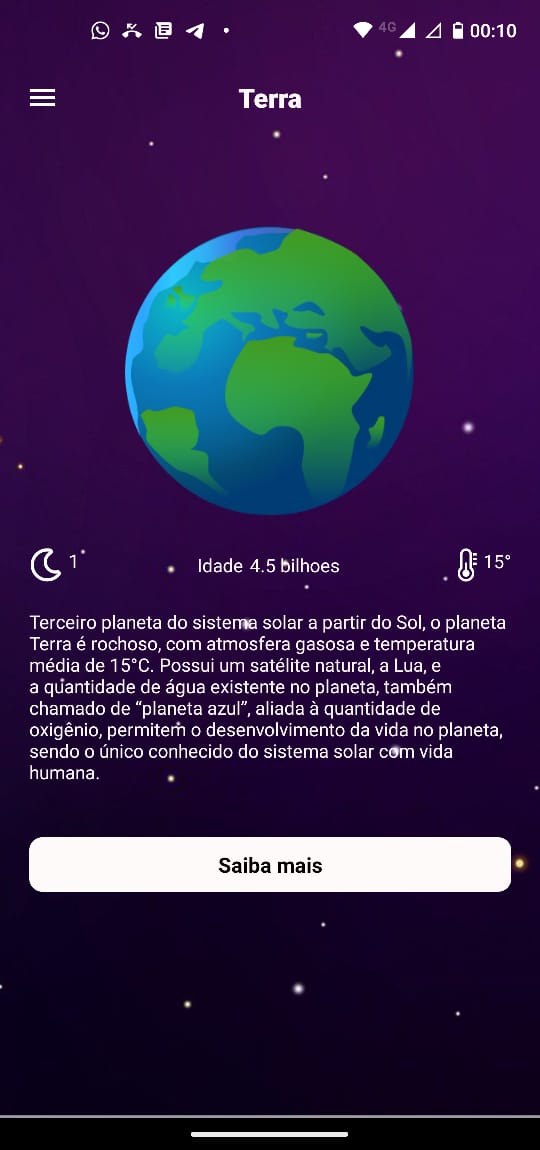 4G 00:10
Terra
1 Idade 4.5 bilhoes 15°
Terceiro planeta do sistema solar a partir do Sol, o planeta
Terra é rochoso, com atmosfera gasosa e temperatura
média de 15°C. Possui um satélite natural, a Lua, e
a quantidade de água existente no planeta, também
chamado de “planeta azul”, aliada à quantidade de
oxigênio, permitem o desenvolvimento da vida no planeta,
sendo o único conhecido do sistema solar com vida
humana.
Saiba mais